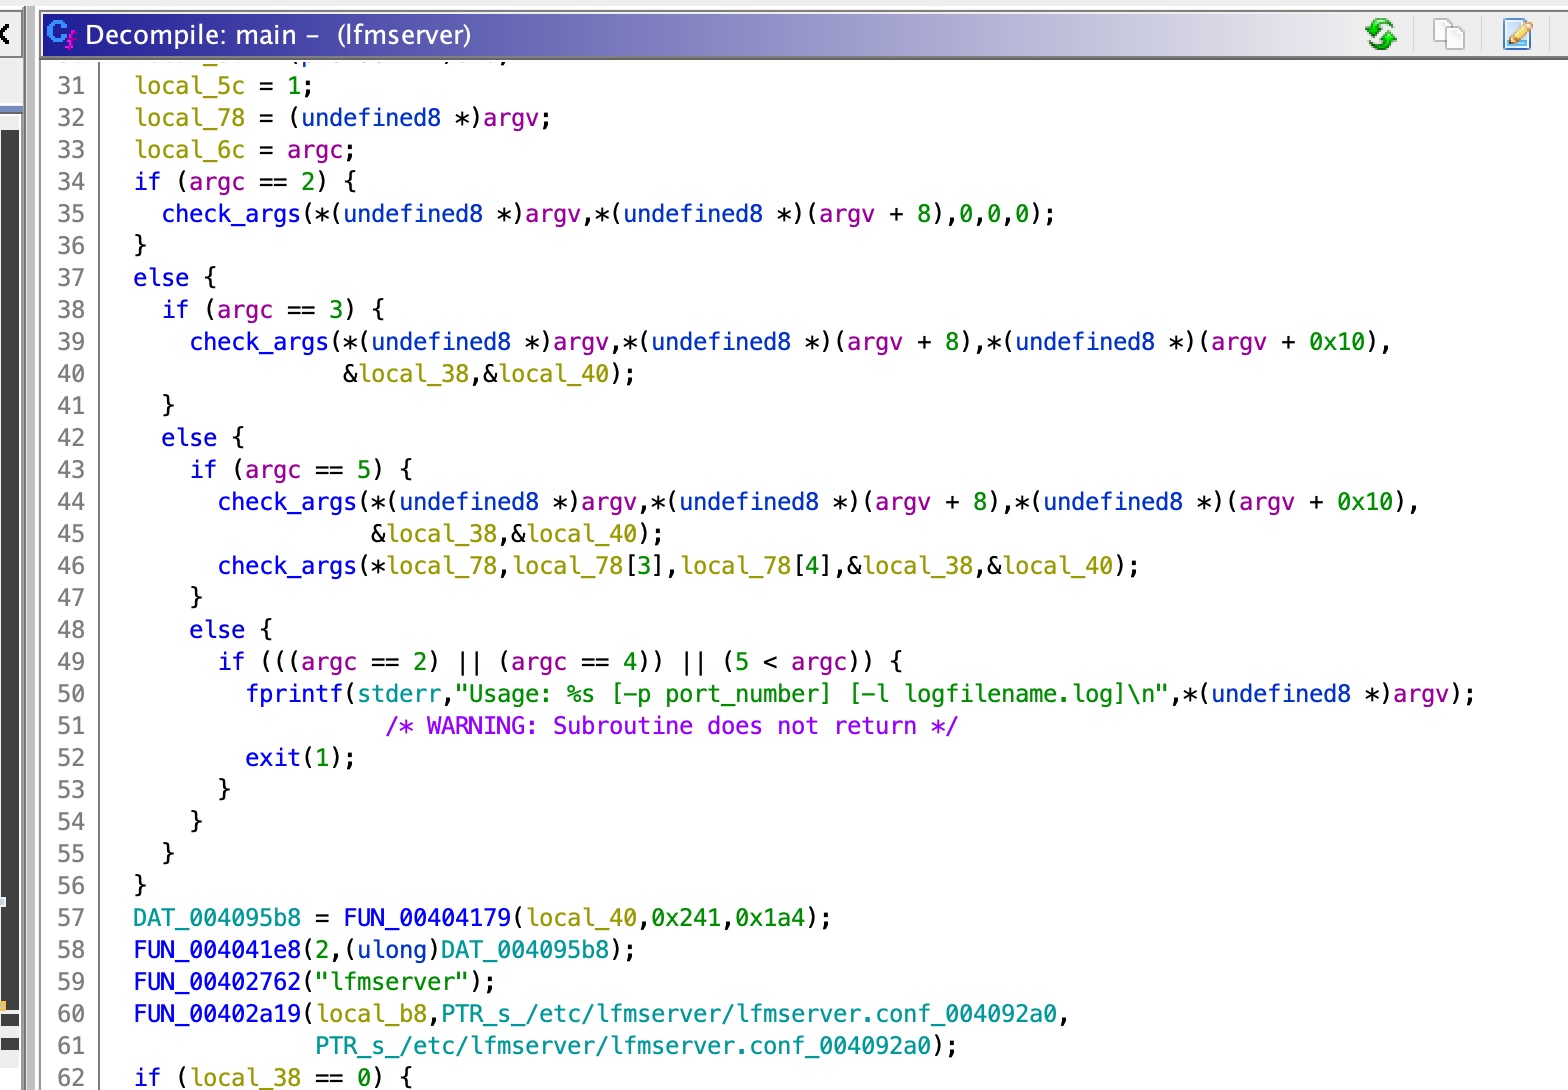 Decompile: main – (lfmserver)
31 local_5c = 1;
32 local_78 = (undefined8 *)argv;
33 local_6c = argc;
34 if (argc == 2) {
35 check_args(*(undefined8 *)argv,*(undefined8 *)(argv + 8),0,0,0);
36 }
37 else {
38 if (argc == 3) {
39 check_args(*(undefined8 *)argv,*(undefined8 *)(argv + 8),*(undefined8 *)(argv + 0x10),
40 &local_38,&local_40);
41 }
42 else {
43 if (argc == 5) {
44 check_args(*(undefined8 *)argv,*(undefined8 *)(argv + 8),*(undefined8 *)(argv + 0x10),
45 &local_38,&local_40);
46 check_args(*local_78,local_78[3],local_78[4],&local_38,&local_40);
47 }
48 else {
49 if (((argc == 2) || (argc == 4)) || (5 < argc)) {
50 fprintf(stderr,"Usage: %s [-p port_number] [-l logfilename.log]\n",*(undefined8 *)argv);
51 /* WARNING: Subroutine does not return */
52 exit(1);
53 }
54 }
55 }
56 }
57 DAT_004095b8 = FUN_00404179(local_40,0x241,0x1a4);
58 FUN_004041e8(2,(ulong)DAT_004095b8);
59 FUN_00402762("lfmserver");
60 FUN_00402a19(local_b8,PTR_s_/etc/lfmserver/lfmserver.conf_004092a0,
61 PTR_s_/etc/lfmserver/lfmserver.conf_004092a0);
62 if (local_38 == 0) {